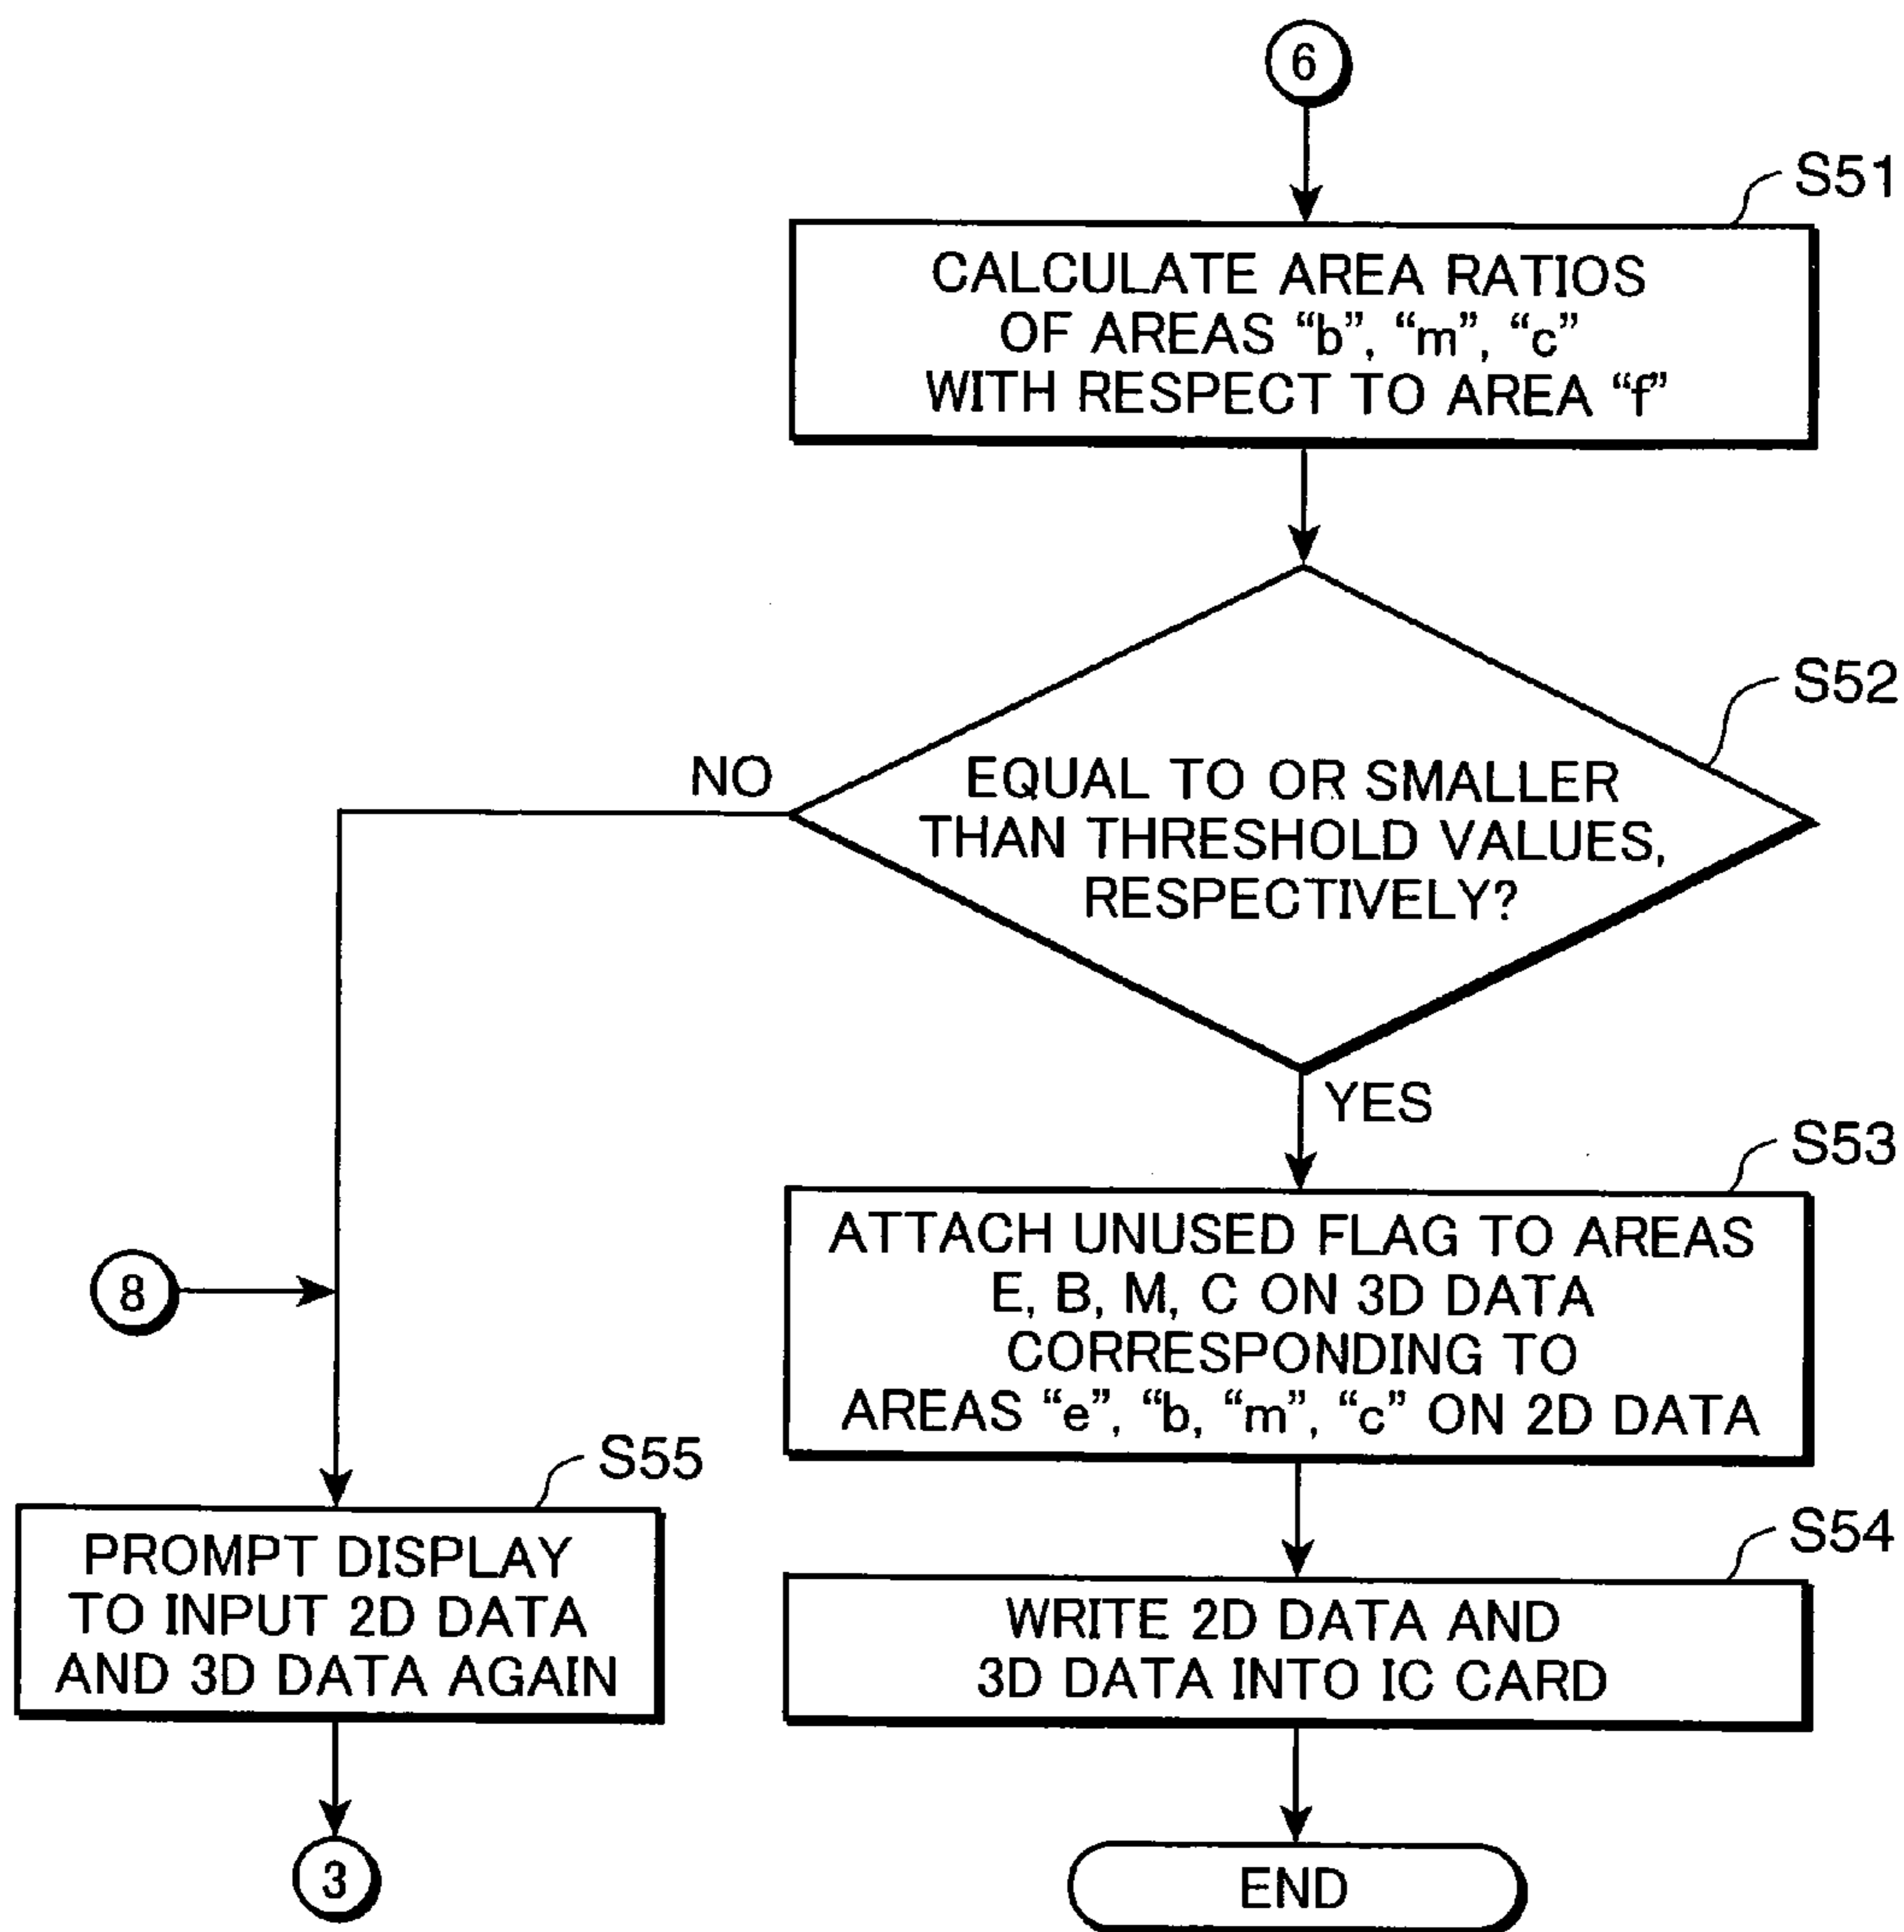 6
S51
CALCULATE AREA RATIOS
OF AREAS “b”, “m”, “c”
WITH RESPECT TO AREA “f”
S52
NO
EQUAL TO OR SMALLER
THAN THRESHOLD VALUES,
RESPECTIVELY?
YES
S53
ATTACH UNUSED FLAG TO AREAS
E, B, M, C ON 3D DATA
CORRESPONDING TO
AREAS “e”, “b, “m”, “c” ON 2D DATA
8
S55
PROMPT DISPLAY
TO INPUT 2D DATA
AND 3D DATA AGAIN
S54
WRITE 2D DATA AND
3D DATA INTO IC CARD
3
END